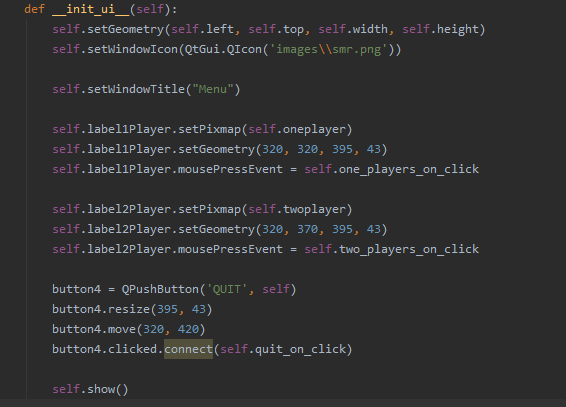 def __init_ui__(self):
self.setGeometry(self.left, self.top, self.width, self.height)
self.setWindowIcon(QtGui.QIcon('images\\smr.png'))
self.setWindowTitle("Menu")
self.label1Player.setPixmap(self.oneplayer)
self.label1Player.setGeometry(320, 320, 395, 43)
self.label1Player.mousePressEvent = self.one_players_on_click
self.label2Player.setPixmap(self.twoplayer)
self.label2Player.setGeometry(320, 370, 395, 43)
self.label2Player.mousePressEvent = self.two_players_on_click
button4 = QPushButton('QUIT', self)
button4.resize(395, 43)
button4.move(320, 420)
button4.clicked.connect(self.quit_on_click)
self.show()